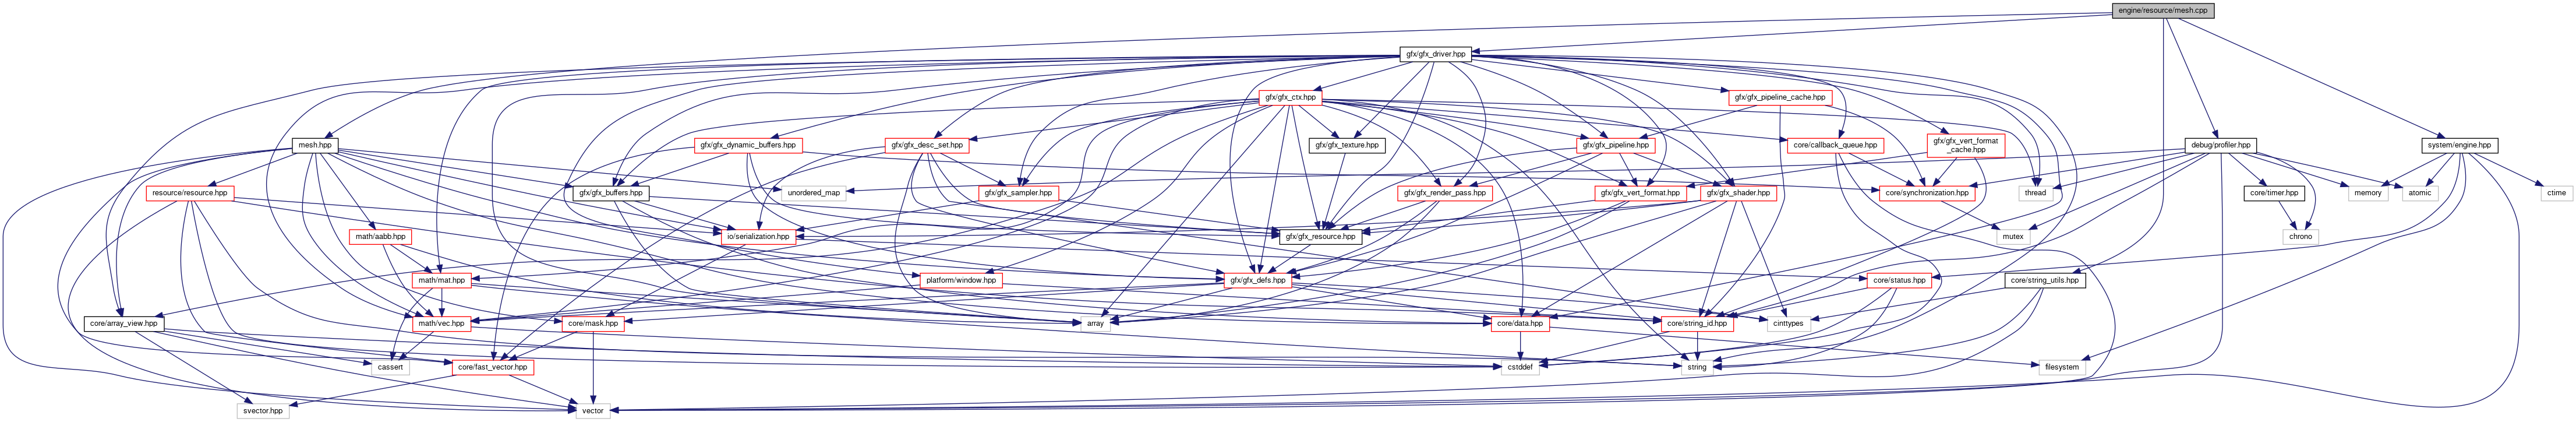 engine/resource/mesh.cpp
gfx/gfx_driver.hpp
gfx/gfx_ctx.hpp
gfx/gfx_pipeline_cache.hpp
mesh.hpp
gfx/gfx_dynamic_buffers.hpp
gfx/gfx_desc_set.hpp
gfx/gfx_texture.hpp
gfx/gfx_pipeline.hpp
core/callback_queue.hpp
gfx/gfx_vert_format
_cache.hpp
debug/profiler.hpp
system/engine.hpp
resource/resource.hpp
gfx/gfx_buffers.hpp
unordered_map
gfx/gfx_sampler.hpp
gfx/gfx_render_pass.hpp
gfx/gfx_vert_format.hpp
gfx/gfx_shader.hpp
core/synchronization.hpp
thread
core/timer.hpp
memory
atomic
ctime
math/aabb.hpp
io/serialization.hpp
gfx/gfx_resource.hpp
mutex
chrono
math/mat.hpp
platform/window.hpp
gfx/gfx_defs.hpp
core/status.hpp
core/string_utils.hpp
core/array_view.hpp
math/vec.hpp
core/mask.hpp
array
core/data.hpp
core/string_id.hpp
cinttypes
cassert
core/fast_vector.hpp
cstddef
string
filesystem
svector.hpp
vector